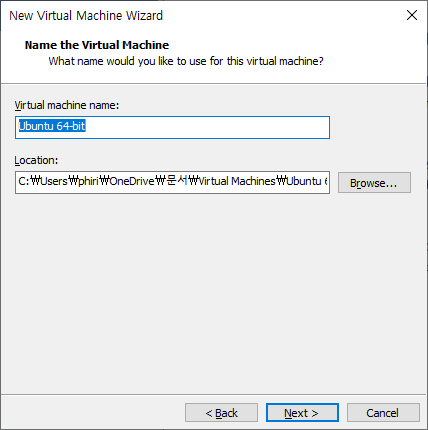 New Virtual Machine Wizard
Name the Virtual Machine
What name would you like to use for this virtual machine?
Virtual machine name:
Ubuntu 64-bit
Location:
C:₩Users₩phiri₩OneDrive₩문서₩Virtual Machines₩Ubuntu 6
Browse...
< Back
Next >
Cancel